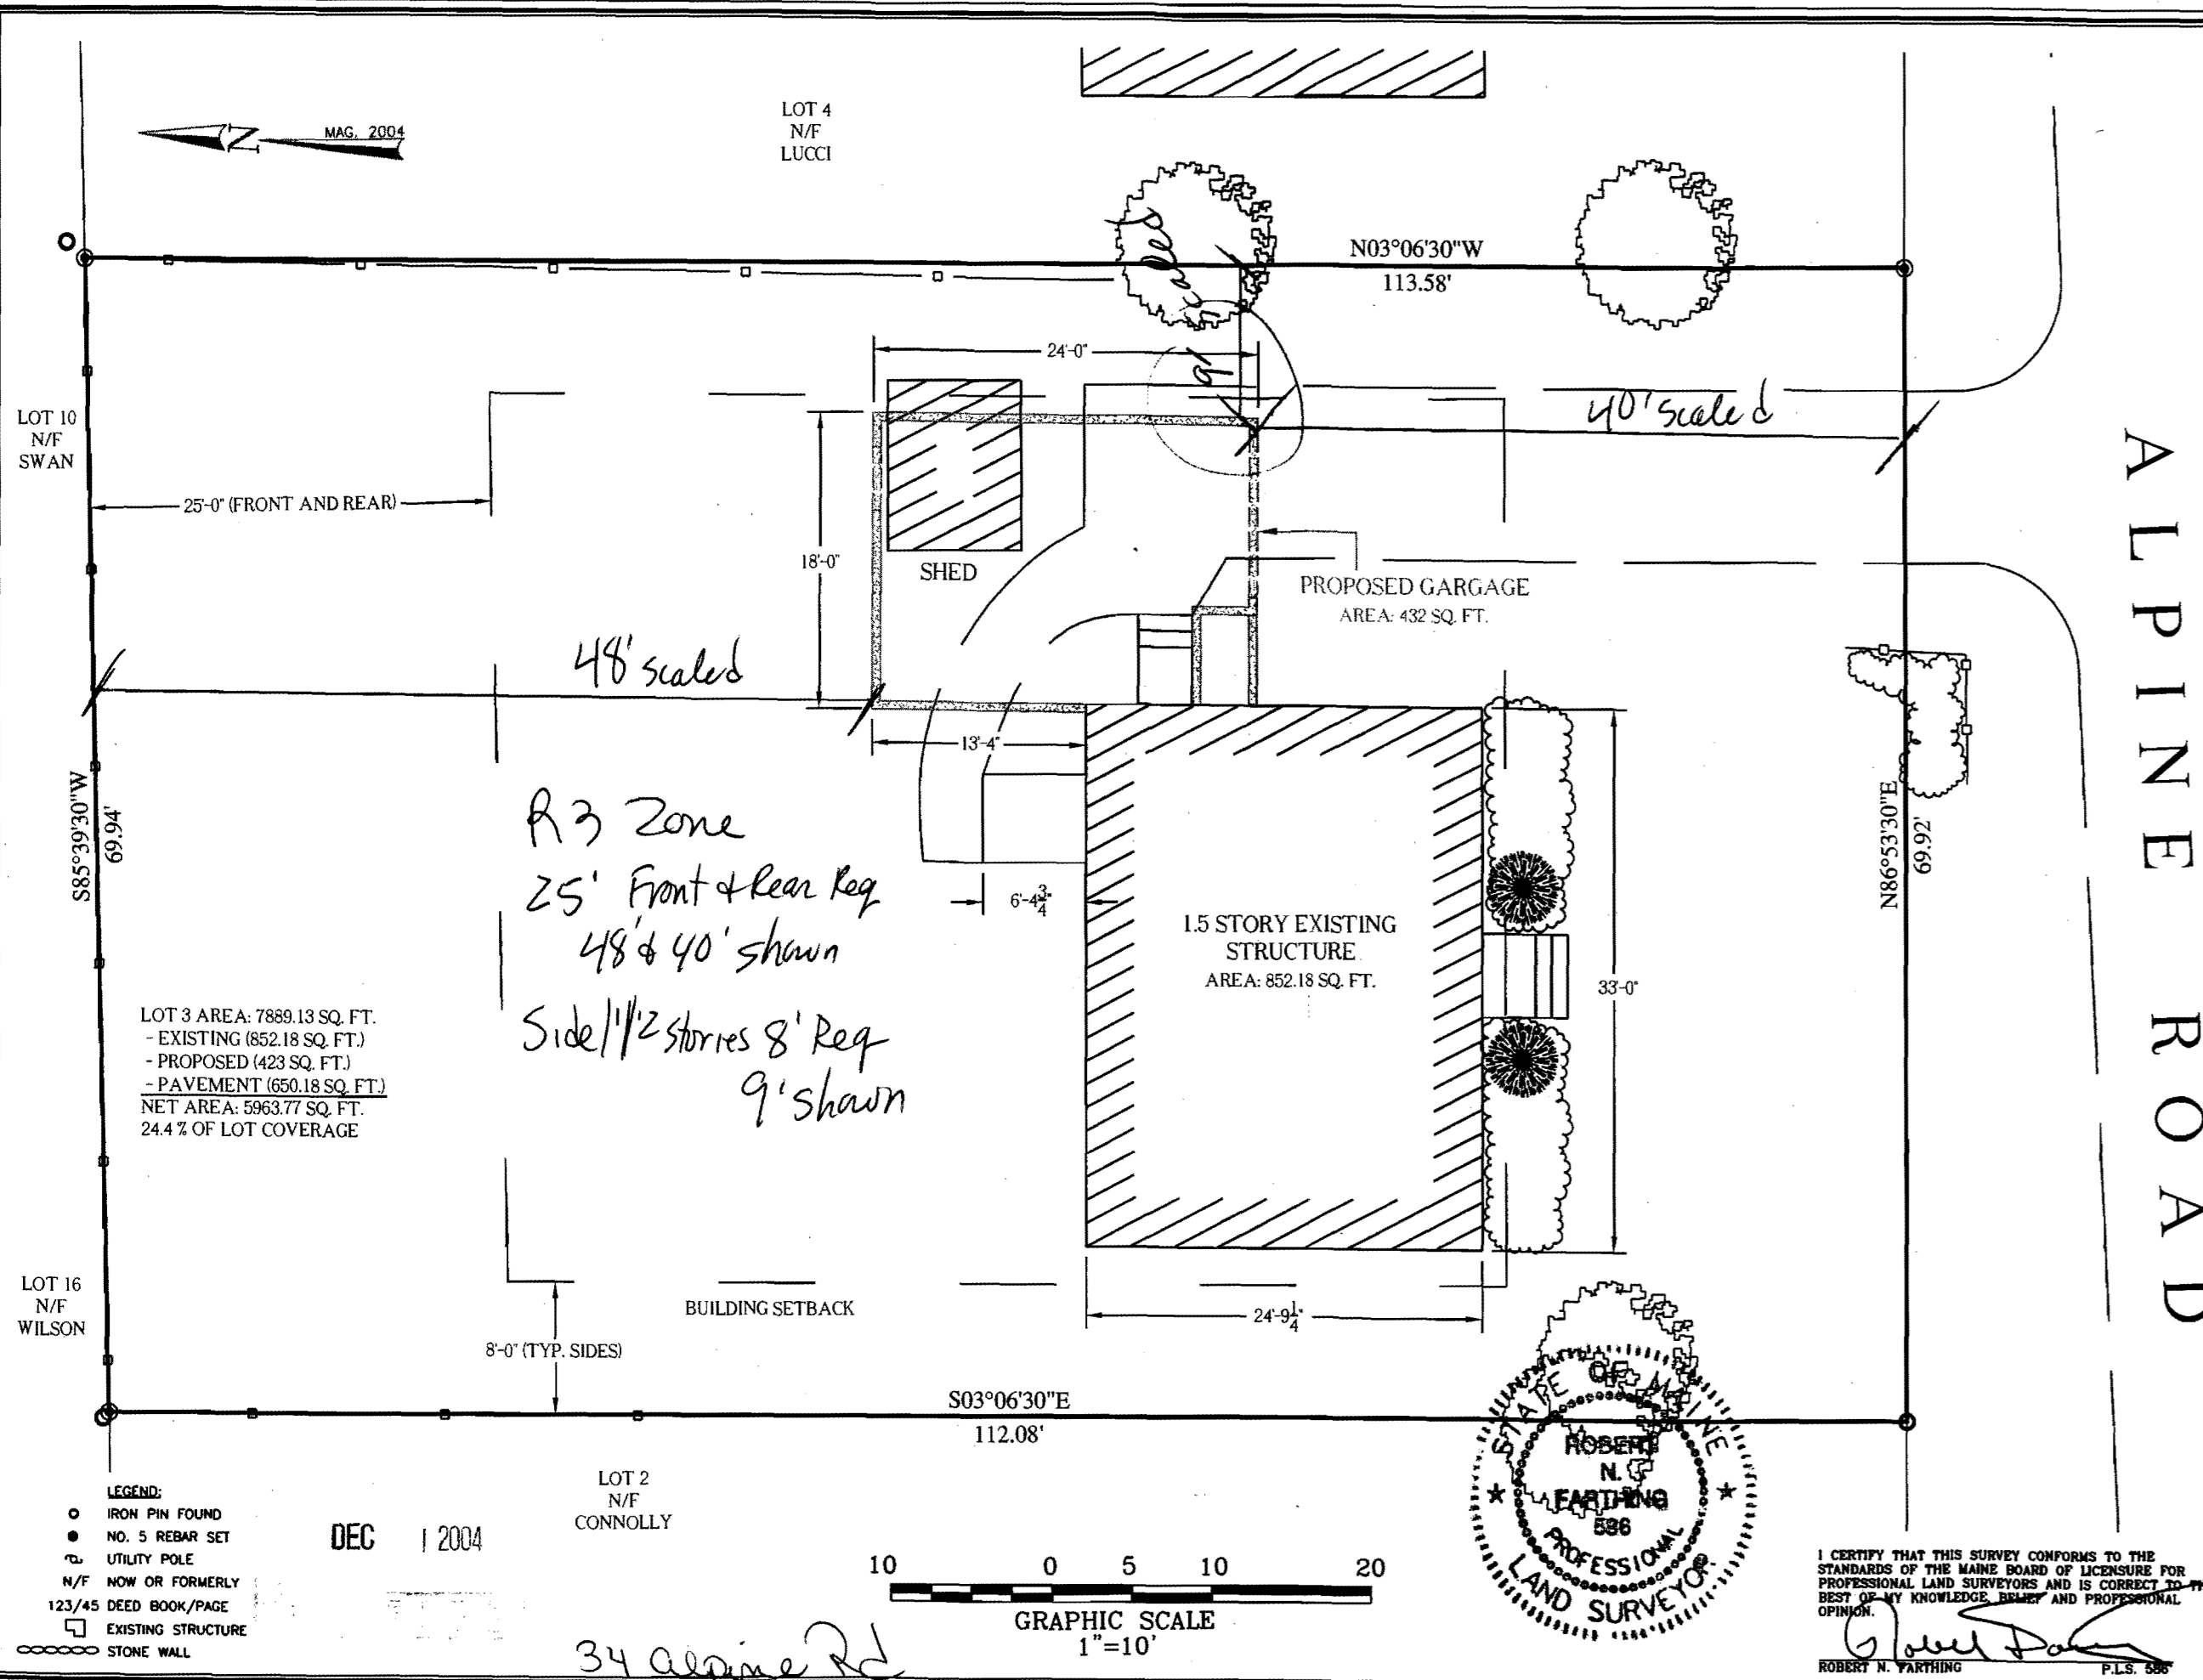 MAG. 2004
LOT 4
N/F
LUCCI
scaled
9'
N03°06'30"W
113.58'
24'-0"
40' scaled
LOT 10
N/F
SWAN
25'-0" (FRONT AND REAR)
18'-0"
SHED
PROPOSED GARGAGE
AREA: 432 SQ. FT.
48' scaled
13'-4"
S85°39'30"W
69.94'
R3 Zone
25' Front & Rear Req
48' & 40' shown
Side/1 1/2 stories 8' Req
9' shown
6'-4 3/4"
1.5 STORY EXISTING
STRUCTURE
AREA: 852.18 SQ. FT.
33'-0"
N86°53'30"E
69.92'
ALPINE ROAD
LOT 3 AREA: 7889.13 SQ. FT.
- EXISTING (852.18 SQ. FT.)
- PROPOSED (423 SQ. FT.)
- PAVEMENT (650.18 SQ. FT.)
NET AREA: 5963.77 SQ. FT.
24.4 % OF LOT COVERAGE
LOT 16
N/F
WILSON
BUILDING SETBACK
8'-0" (TYP. SIDES)
24'-9 1/4"
S03°06'30"E
112.08'
LOT 2
N/F
CONNOLLY
STATE OF MAINE
ROBERT
N.
FARTHING
586
PROFESSIONAL
LAND SURVEYOR
LEGEND:
IRON PIN FOUND
NO. 5 REBAR SET
UTILITY POLE
N/F NOW OR FORMERLY
123/45 DEED BOOK/PAGE
EXISTING STRUCTURE
STONE WALL
DEC 1 2004
10 0 5 10 20
GRAPHIC SCALE
1"=10'
34 Alpine Rd
I CERTIFY THAT THIS SURVEY CONFORMS TO THE
STANDARDS OF THE MAINE BOARD OF LICENSURE FOR
PROFESSIONAL LAND SURVEYORS AND IS CORRECT TO
BEST OF MY KNOWLEDGE, BELIEF AND PROFESSIONAL
OPINION.
ROBERT N. FARTHING P.L.S. 586